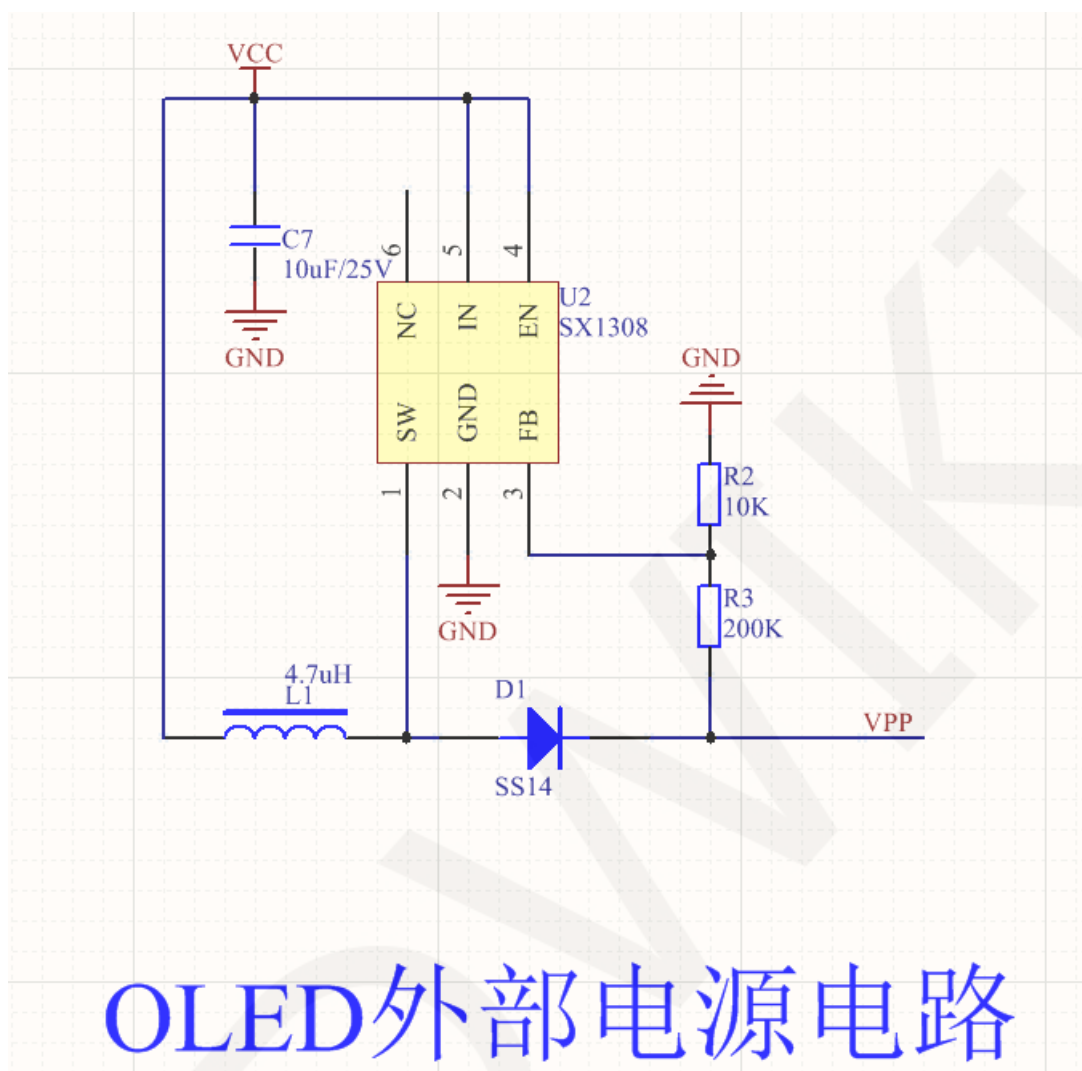 VCC
C7
10uF/25V
GND
6
5
4
NC
IN
EN
U2
SX1308
SW
GND
FB
1
2
3
GND
GND
R2
10K
R3
200K
4.7uH
L1
D1
SS14
VPP
OLED外部电源电路